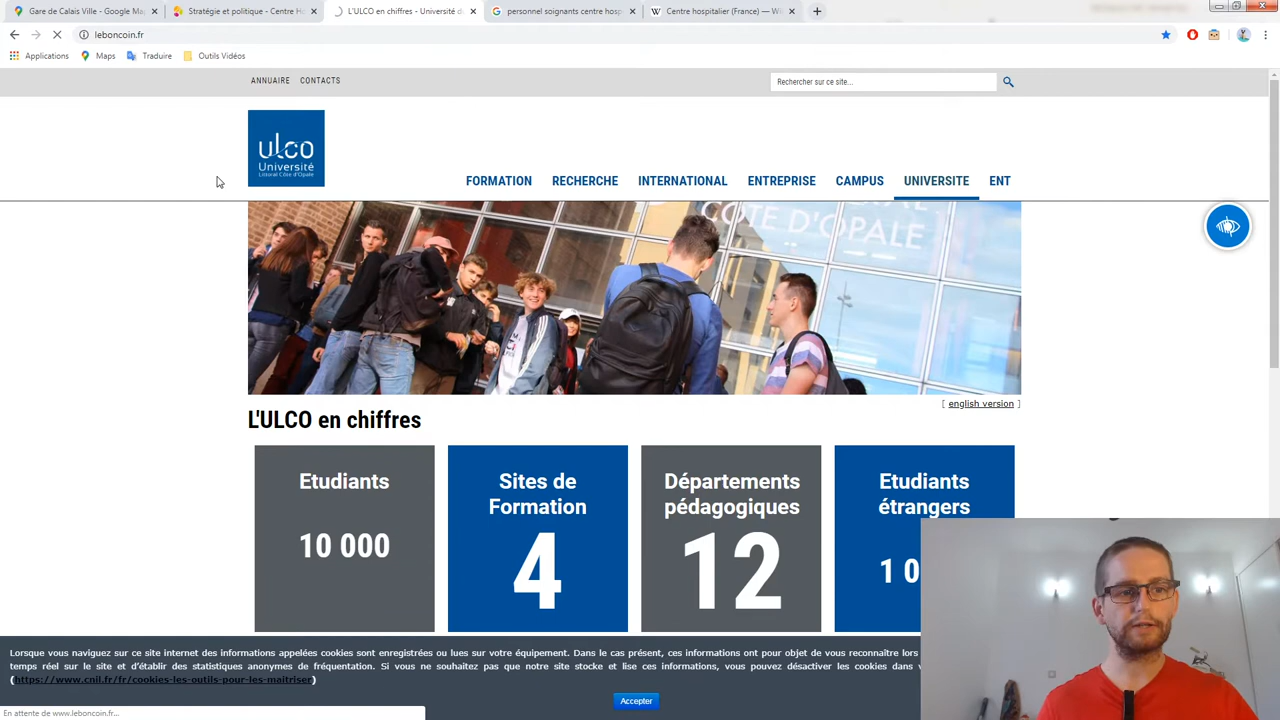 Gare de Calais Ville - Google Ma
Stratégie et politique - Centre H
L'ULCO en chiffres - Université d
personnel soignants centre hosp
Centre hospitalier (France) — Wi
leboncoin.fr
Applications
Maps
Traduire
Outils Vidéos
ANNUAIRE
CONTACTS
Rechercher sur ce site...
ulco
Université
Littoral Côte d'Opale
FORMATION
RECHERCHE
INTERNATIONAL
ENTREPRISE
CAMPUS
UNIVERSITE
ENT
CÔTE D'OPALE
[ english version ]
L'ULCO en chiffres
Etudiants
10 000
Sites de
Formation
4
Départements
pédagogiques
12
Etudiants
étrangers
1 0
Lorsque vous naviguez sur ce site internet des informations appelées cookies sont enregistrées ou lues sur votre équipement. Dans le cas présent, ces informations ont pour objet de vous reconnaître lors
temps réel sur le site et d'établir des statistiques anonymes de fréquentation. Si vous ne souhaitez pas que notre site stocke et lise ces informations, vous pouvez désactiver les cookies dans v
(https://www.cnil.fr/fr/cookies-les-outils-pour-les-maitriser)
Accepter
En attente de www.leboncoin.fr...